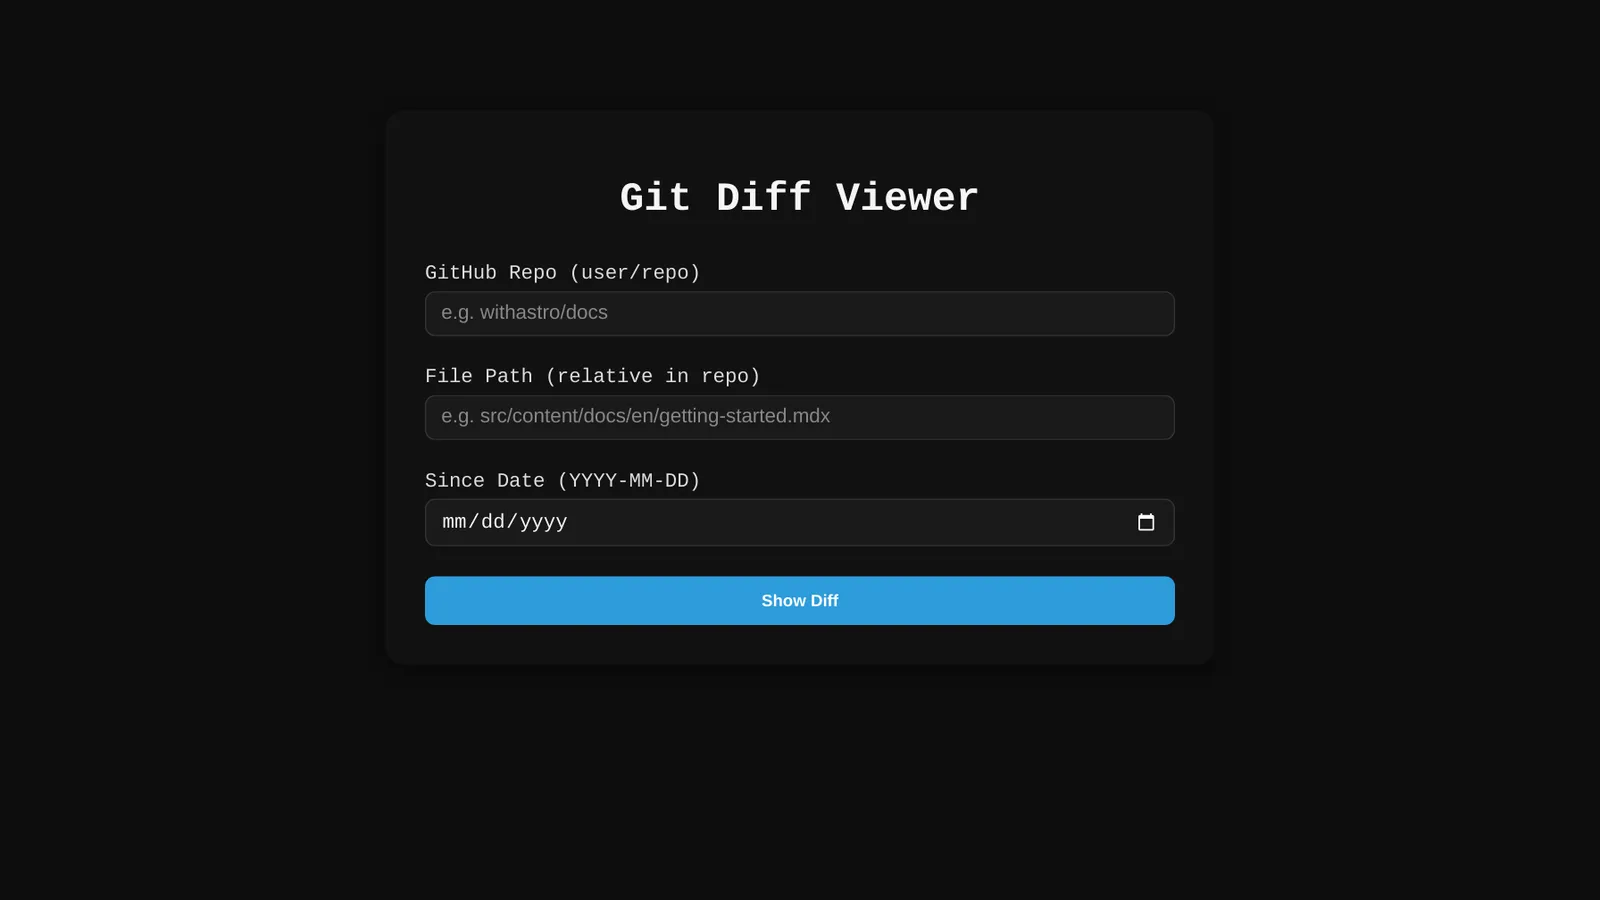 Git Diff Viewer
GitHub Repo (user/repo)
e.g. withastro/docs
File Path (relative in repo)
e.g. src/content/docs/en/getting-started.mdx
Since Date (YYYY-MM-DD)
mm/dd/yyyy
Show Diff